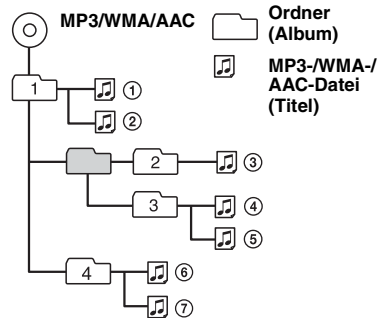 MP3/WMA/AAC
Ordner
(Album)
MP3-/WMA-/
AAC-Datei
(Titel)
1
①
②
2
③
3
④
⑤
4
⑥
⑦